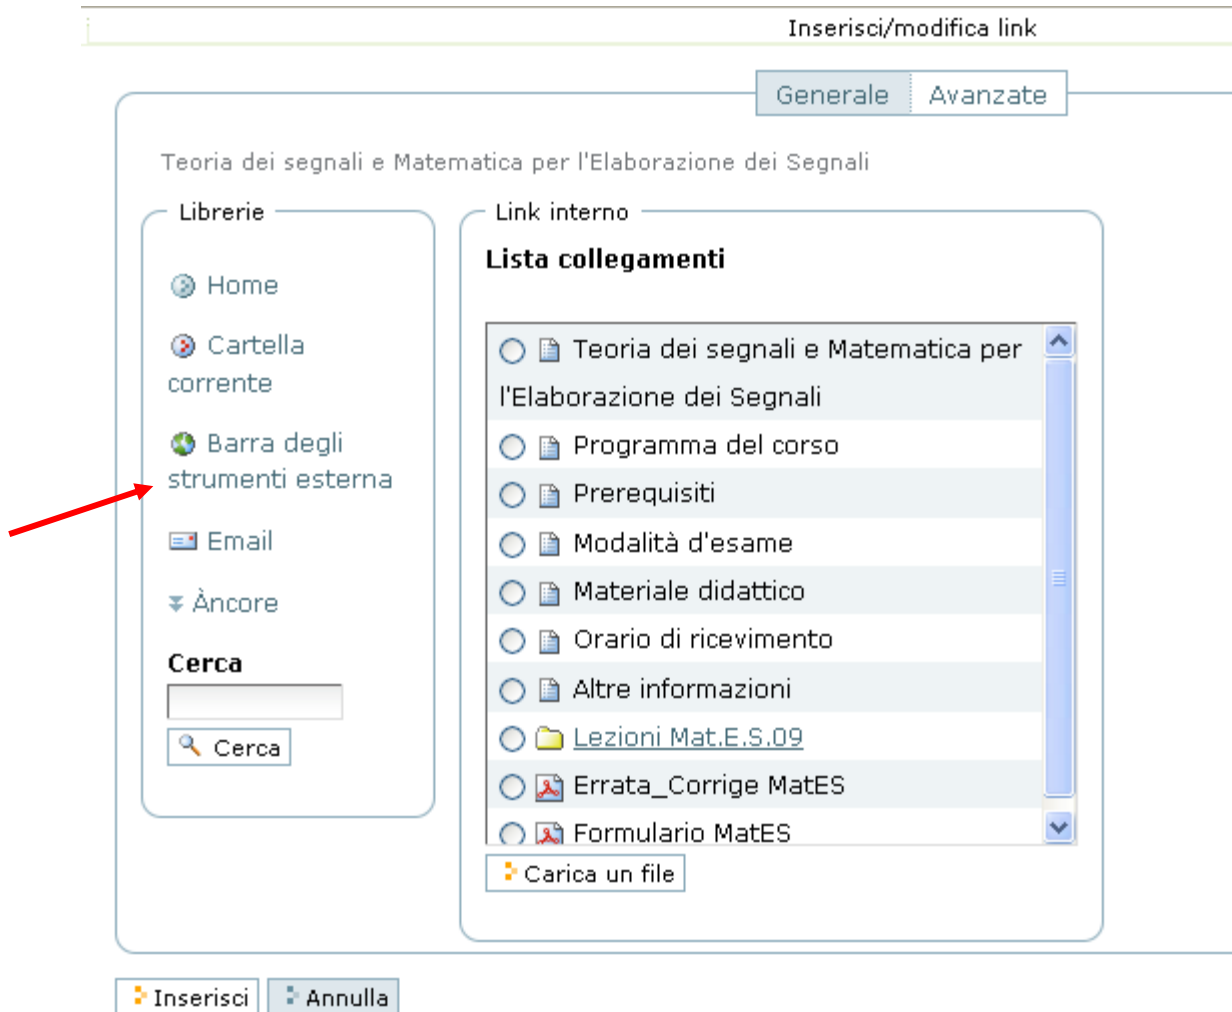 Inserisci/modifica link
Generale Avanzate
Teoria dei segnali e Matematica per l'Elaborazione dei Segnali
Librerie
Home
Cartella
corrente
Barra degli
strumenti esterna
Email
Àncore
Cerca
Cerca
Link interno
Lista collegamenti
Teoria dei segnali e Matematica per
l'Elaborazione dei Segnali
Programma del corso
Prerequisiti
Modalità d'esame
Materiale didattico
Orario di ricevimento
Altre informazioni
Lezioni Mat.E.S.09
Errata_Corrige MatES
Formulario MatES
Carica un file
Inserisci Annulla